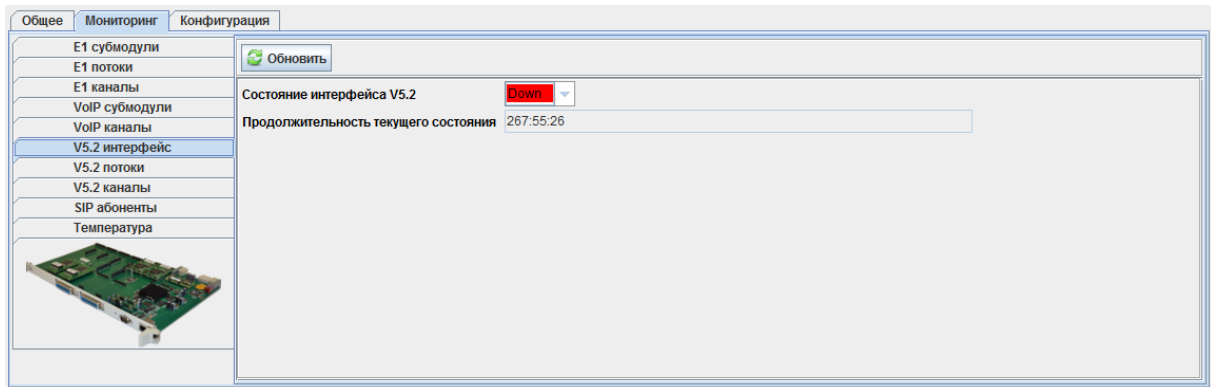 Общее Мониторинг Конфигурация
E1 субмодули
E1 потоки
E1 каналы
VoIP субмодули
VoIP каналы
V5.2 интерфейс
V5.2 потоки
V5.2 каналы
SIP абоненты
Температура
Обновить
Состояние интерфейса V5.2 Down
Продолжительность текущего состояния 267:55:26